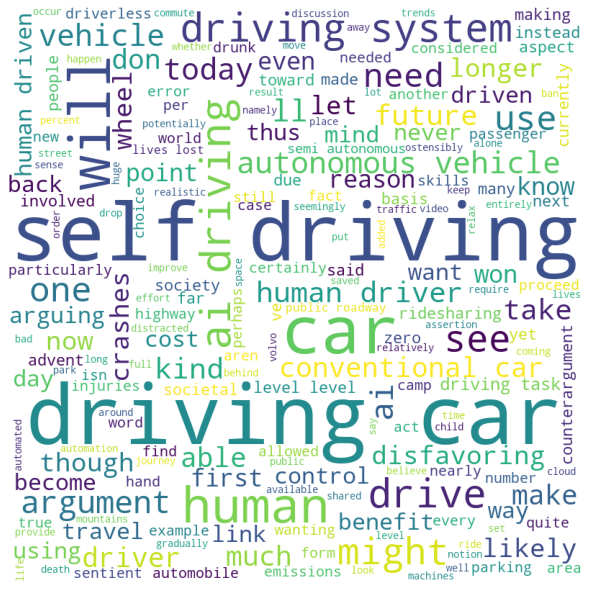 occur
trends
commute
driverless
discussion
away
making
vehicle
driving system
instead
whether
drunk
needed
considered
aspect
happen
move
ban
don
today
even
need
longer
currently
human driven
people
wheel
error
toward
made
another
driven
per
result
lot
namely
ostensibly
place
alone
potentially
percent
will
ll
let
future
use
new
world
thus
mind
never
passenger
street
sense
lives lost
semi autonomous
autonomous vehicle
huge
point
due
skills
back
reason
know
involved
order
drop
choice
still
fact
basis
many
next
realistic
case
keep
entirely
particularly
seemingly
traffic
video
relax
self driving
ai driving
improve
society
certainly
said
put
want
won
added
proceed
one
effort
far
saved
space
human driver
ve
public roadway
require
lives
take
bad
distracted
highway
perhaps
ridesharing
yet
arguing
crashes
car
see
now
cost
aren
volvo
relatively
zero
assertion
advent
long
full
behind
societal
conventional car
coming
isn
kind
day
park
injuries
level level
ai
camp
driving task
counterargument
automated
around
word
driving car
time
act
child
say
though
able
disfavoring
automation
find
allowed
nearly
become
hand
journey
public
first control
believe
number
cloud
human
drive
make
argument
available
shared
wanting
way
true
mountains
benefit
every
set
quite
travel
example
link
might
likely
using
provide
gradually
driver
much
form
level
notion
ride
parking
area
life
death
sentient
automobile
emissions
look
machines
well